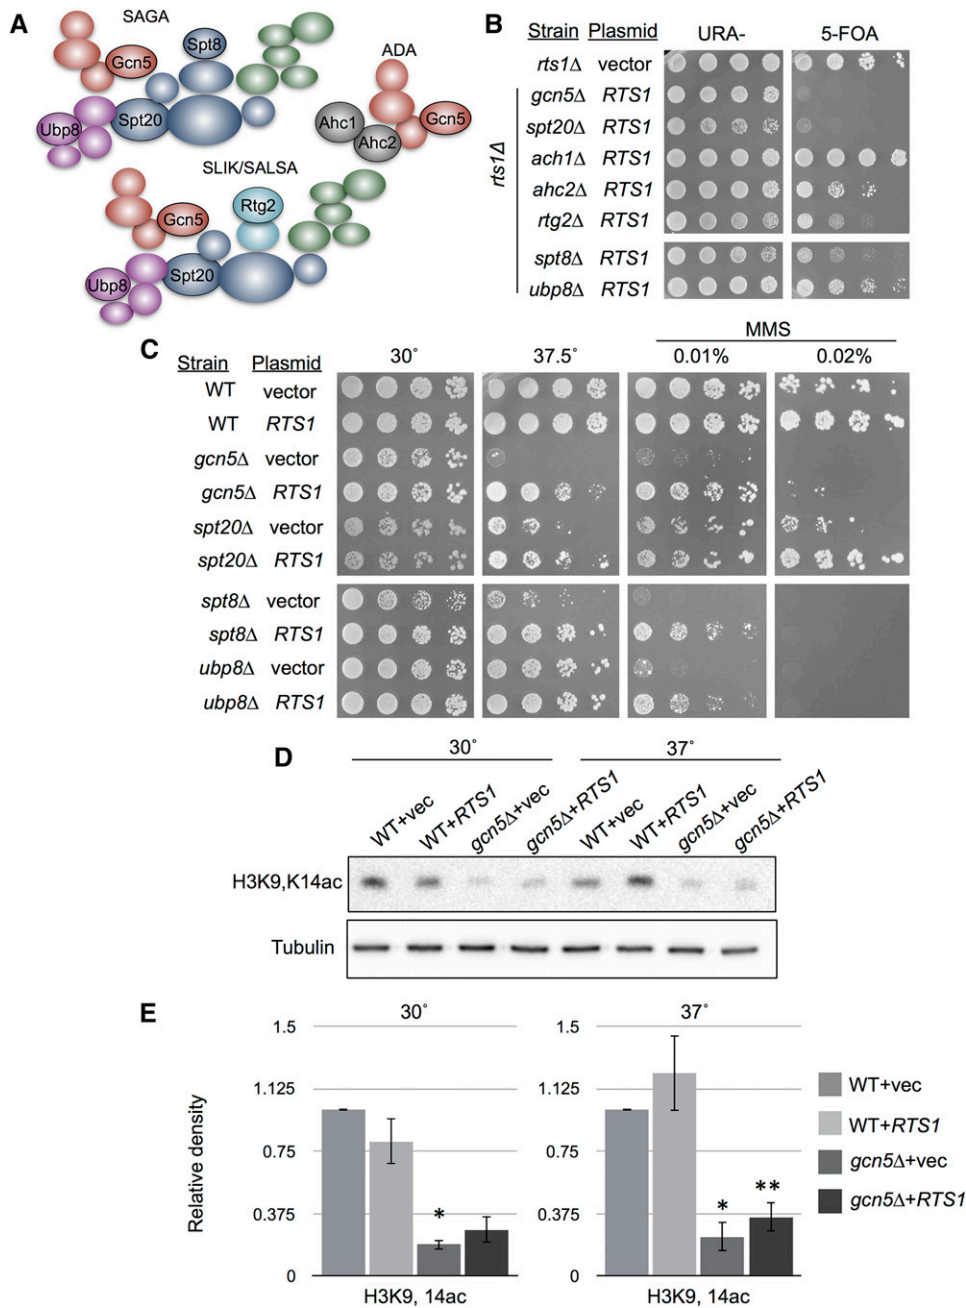 A
SAGA
Gcn5
Spt8
Ubp8
Spt20
ADA
Ahc1
Ahc2
Gcn5
SLIK/SALSA
Gcn5
Rtg2
Ubp8
Spt20
B
Strain Plasmid URA- 5-FOA
rts1Δ vector
rts1Δ
gcn5Δ RTS1
spt20Δ RTS1
ach1Δ RTS1
ahc2Δ RTS1
rtg2Δ RTS1
spt8Δ RTS1
ubp8Δ RTS1
C
MMS
Strain Plasmid 30˚ 37.5˚ 0.01% 0.02%
WT vector
WT RTS1
gcn5Δ vector
gcn5Δ RTS1
spt20Δ vector
spt20Δ RTS1
spt8Δ vector
spt8Δ RTS1
ubp8Δ vector
ubp8Δ RTS1
D
30˚ 37˚
WT+vec WT+RTS1 gcn5Δ+vec gcn5Δ+RTS1 WT+vec WT+RTS1 gcn5Δ+vec gcn5Δ+RTS1
H3K9,K14ac
Tubulin
E
Relative density
30˚
1.5
1.125
0.75
0.375
0
*
H3K9, 14ac
37˚
1.5
1.125
0.75
0.375
0
* **
H3K9, 14ac
WT+vec
WT+RTS1
gcn5Δ+vec
gcn5Δ+RTS1